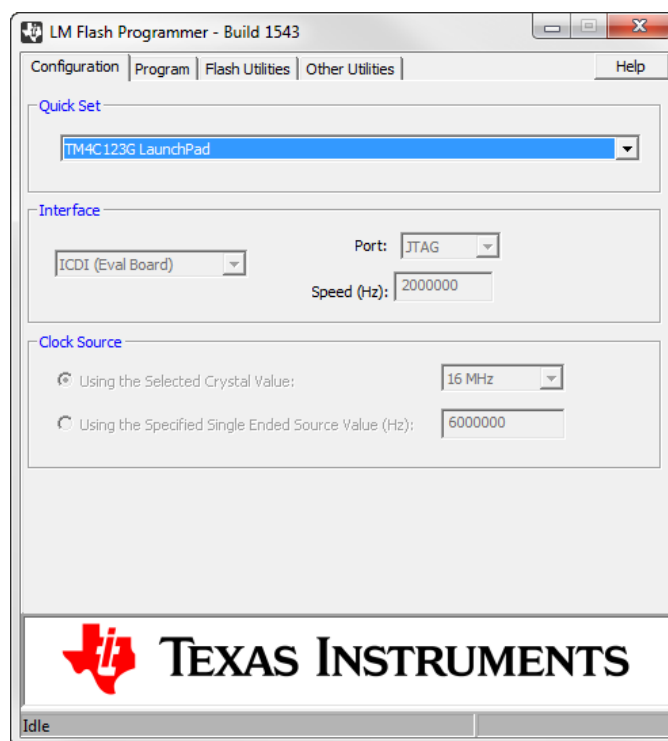 LM Flash Programmer - Build 1543
Configuration Program Flash Utilities Other Utilities Help
Quick Set
TM4C123G LaunchPad
Interface
ICDI (Eval Board)
Port: JTAG
Speed (Hz): 2000000
Clock Source
Using the Selected Crystal Value: 16 MHz
Using the Specified Single Ended Source Value (Hz): 6000000
TEXAS INSTRUMENTS
Idle